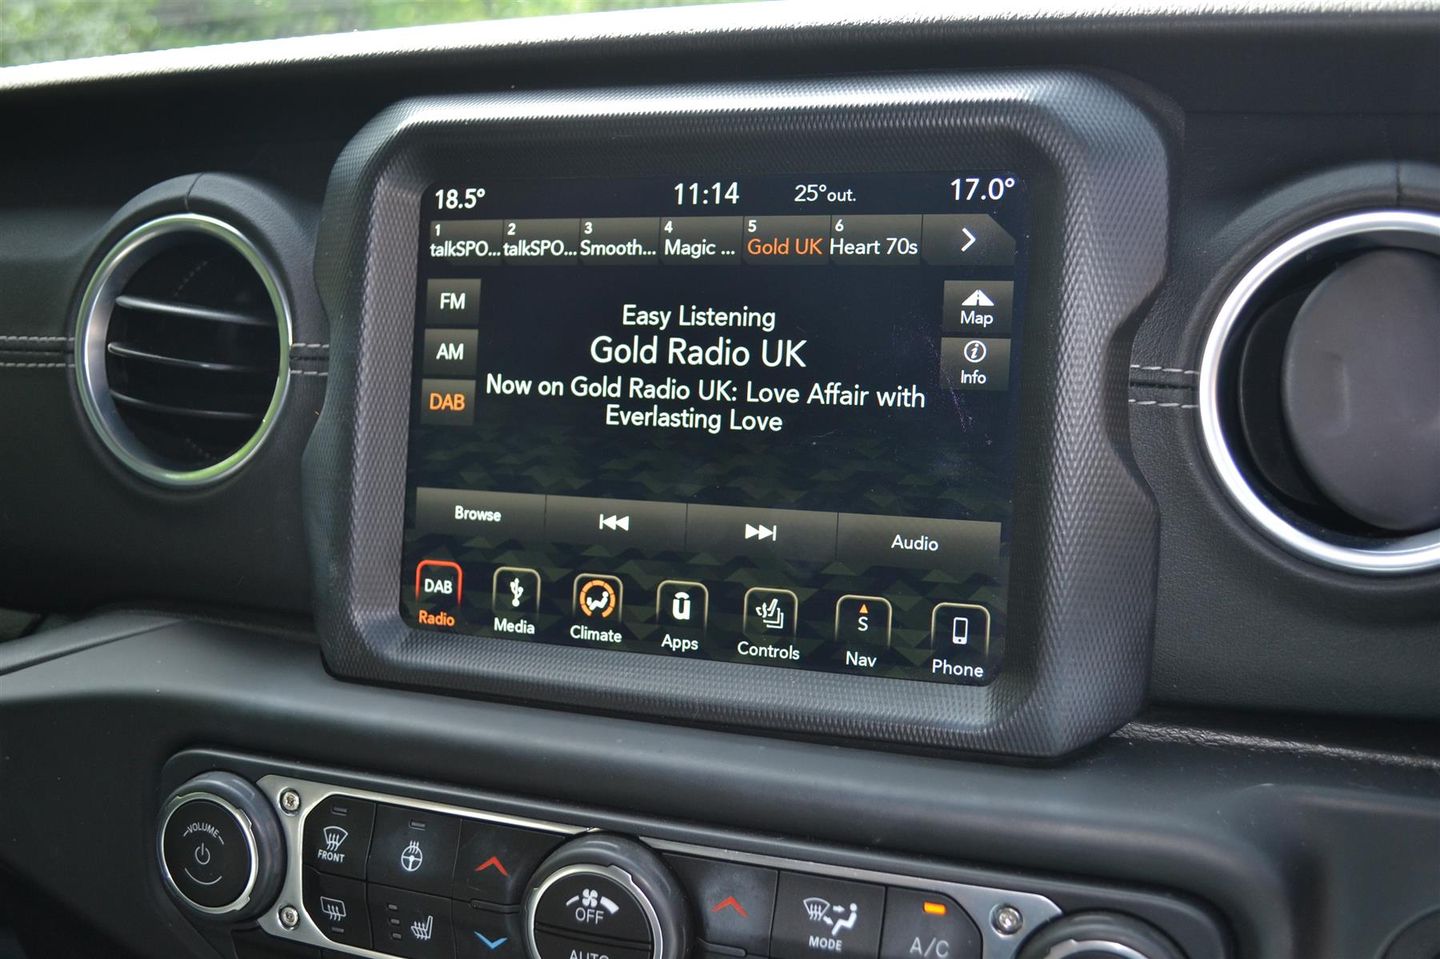 18.5° 11:14 25°out. 17.0°
1 2 3 4 5 6
talkSPO... talkSPO... Smooth... Magic ... Gold UK Heart 70s
FM
AM
DAB
Easy Listening
Gold Radio UK
Now on Gold Radio UK: Love Affair with
Everlasting Love
Map
Info
Browse Audio
DAB S
Radio Media Climate Apps Controls Nav Phone
VOLUME
FRONT
OFF
AUTO
MODE
A/C